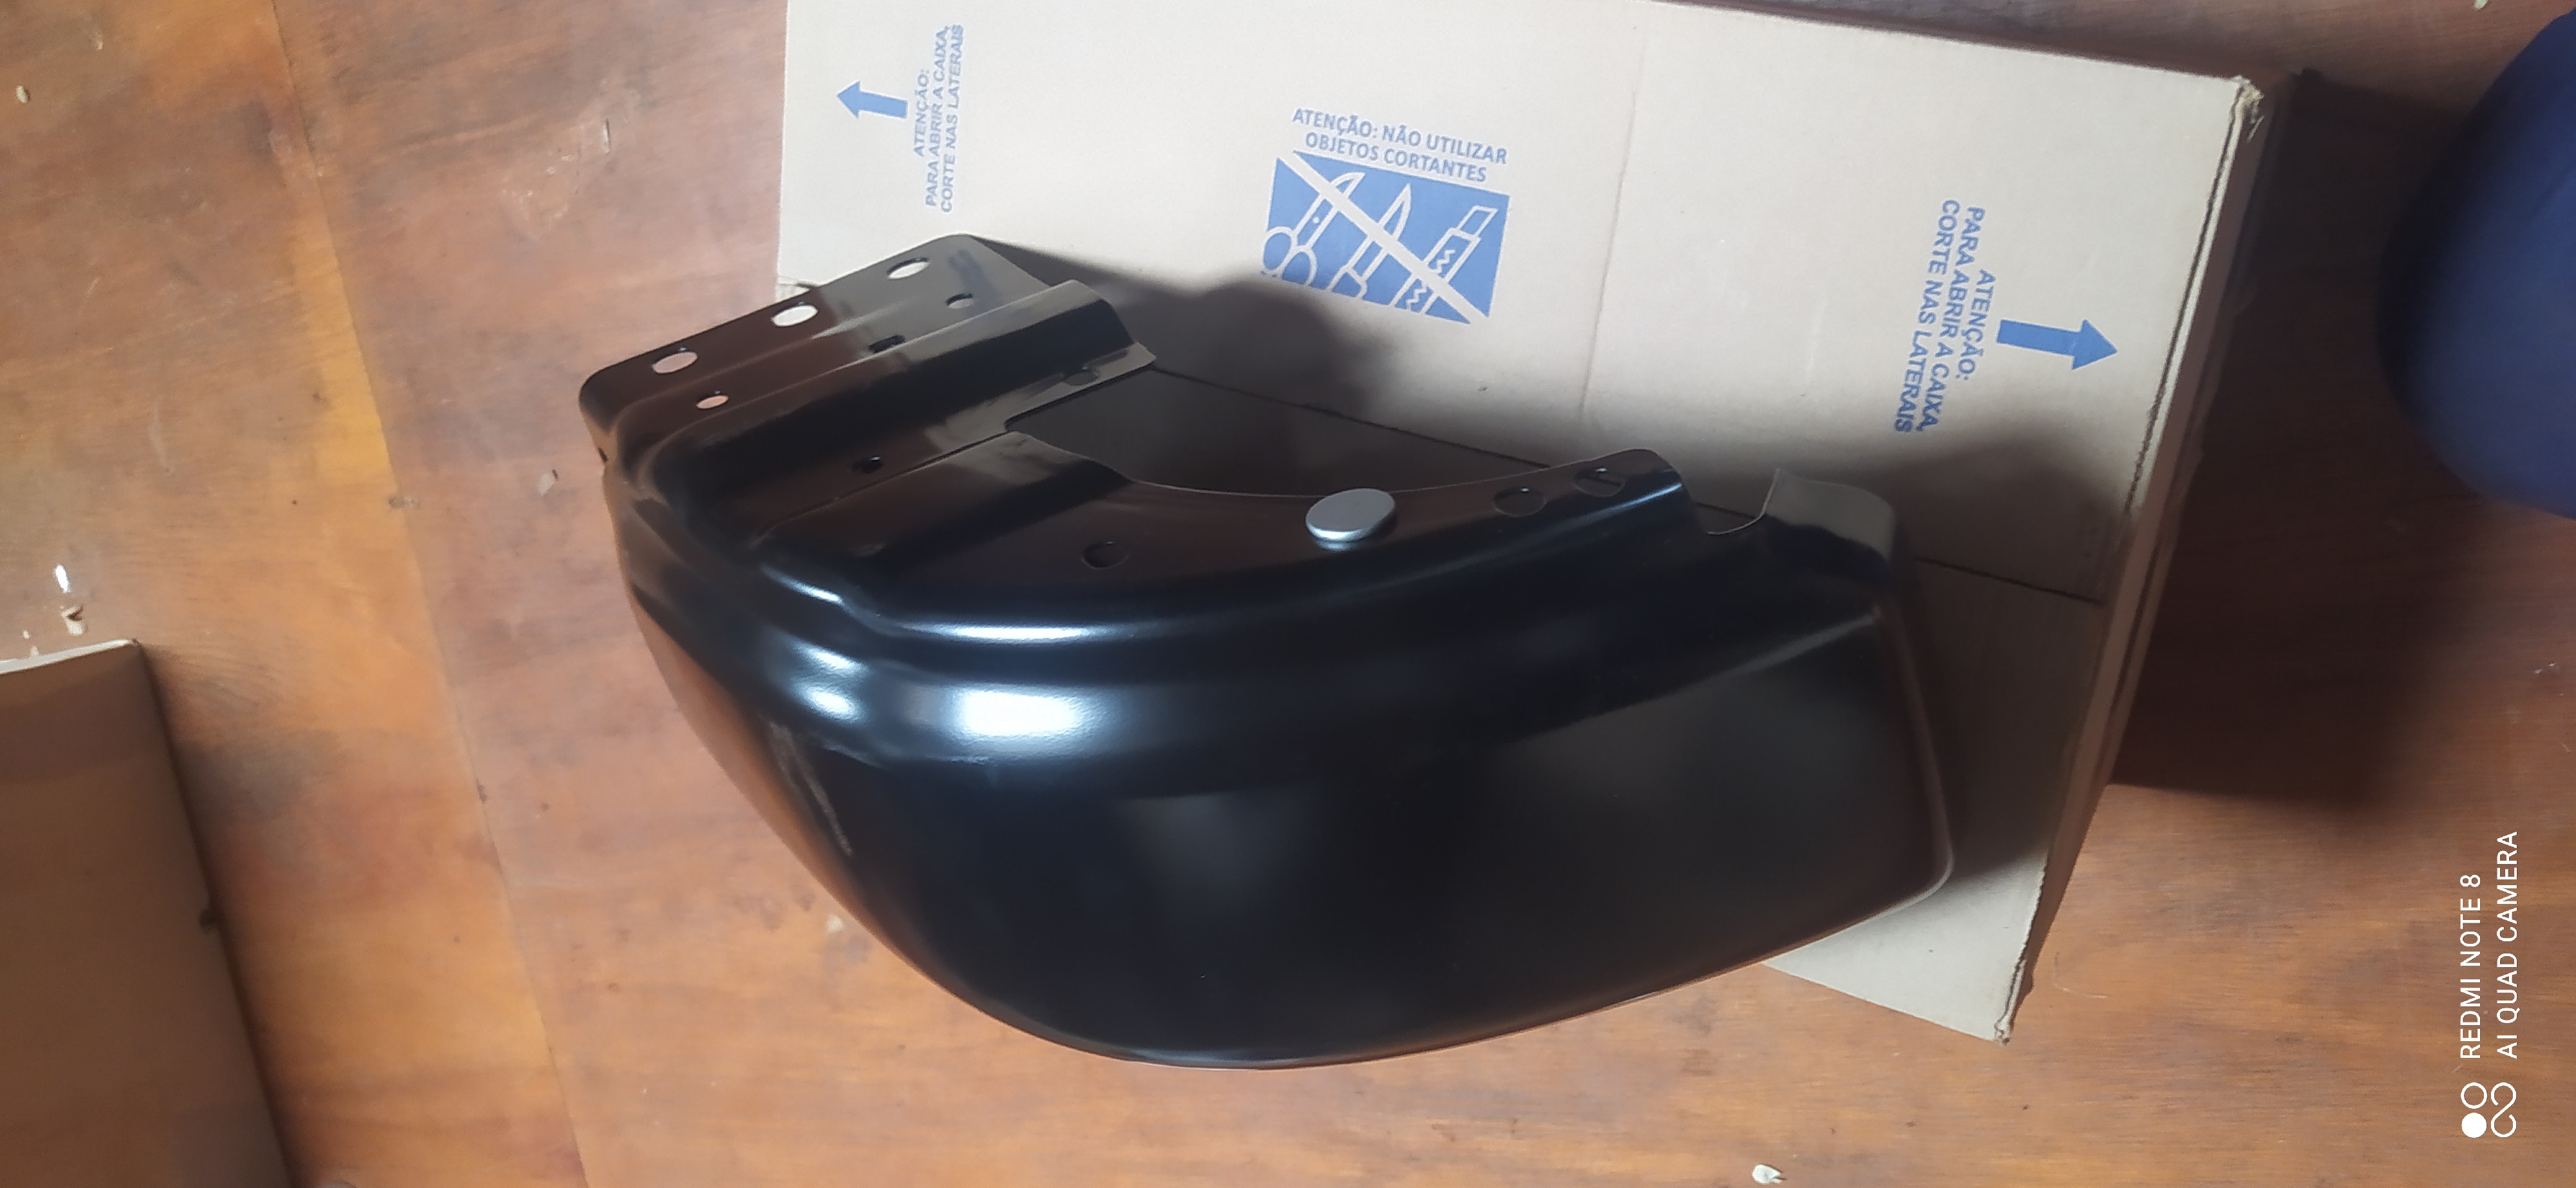 ATENÇÃO:
PARA ABRIR A CAIXA,
CORTE NAS LATERAIS
ATENÇÃO: NÃO UTILIZAR
OBJETOS CORTANTES
ATENÇÃO:
PARA ABRIR A CAIXA,
CORTE NAS LATERAIS
REDMI NOTE 8
AI QUAD CAMERA